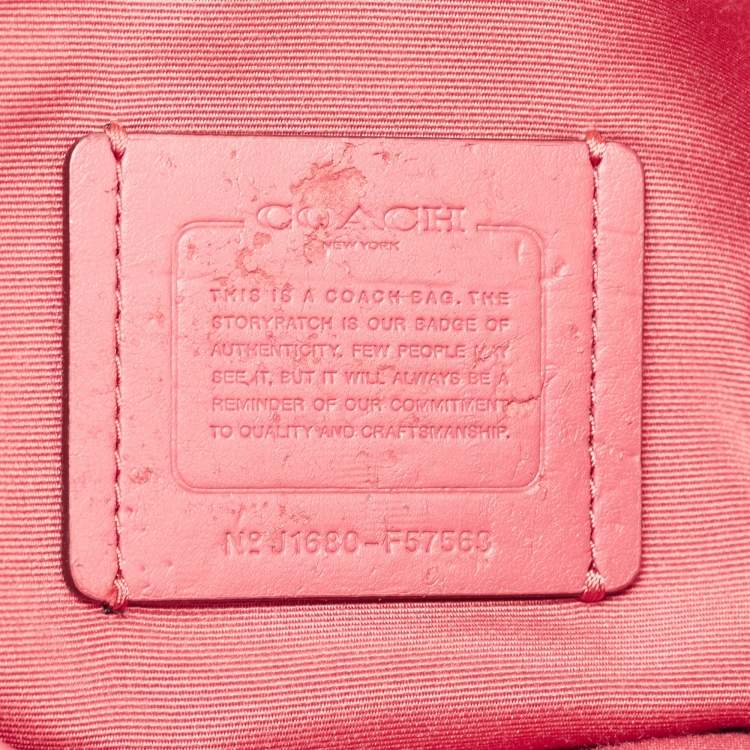 COACH
NEW YORK
THIS IS A COACH BAG. THE
STORYPATCH IS OUR BADGE OF
AUTHENTICITY. FEW PEOPLE MAY
SEE IT, BUT IT WILL ALWAYS BE A
REMINDER OF OUR COMMITMENT
TO QUALITY AND CRAFTSMANSHIP.
Nº J1680-F57563